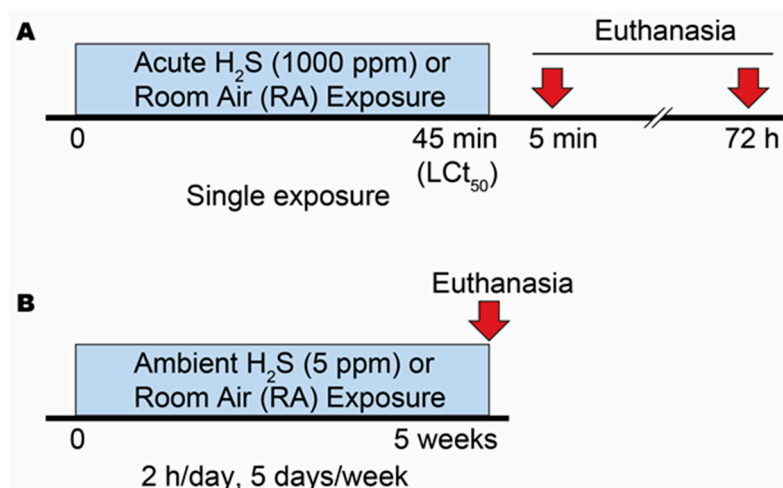 A
Euthanasia
Acute H₂S (1000 ppm) or
Room Air (RA) Exposure
0
45 min
5 min
72 h
(LCt₅₀)
Single exposure
B
Euthanasia
Ambient H₂S (5 ppm) or
Room Air (RA) Exposure
0
5 weeks
2 h/day, 5 days/week